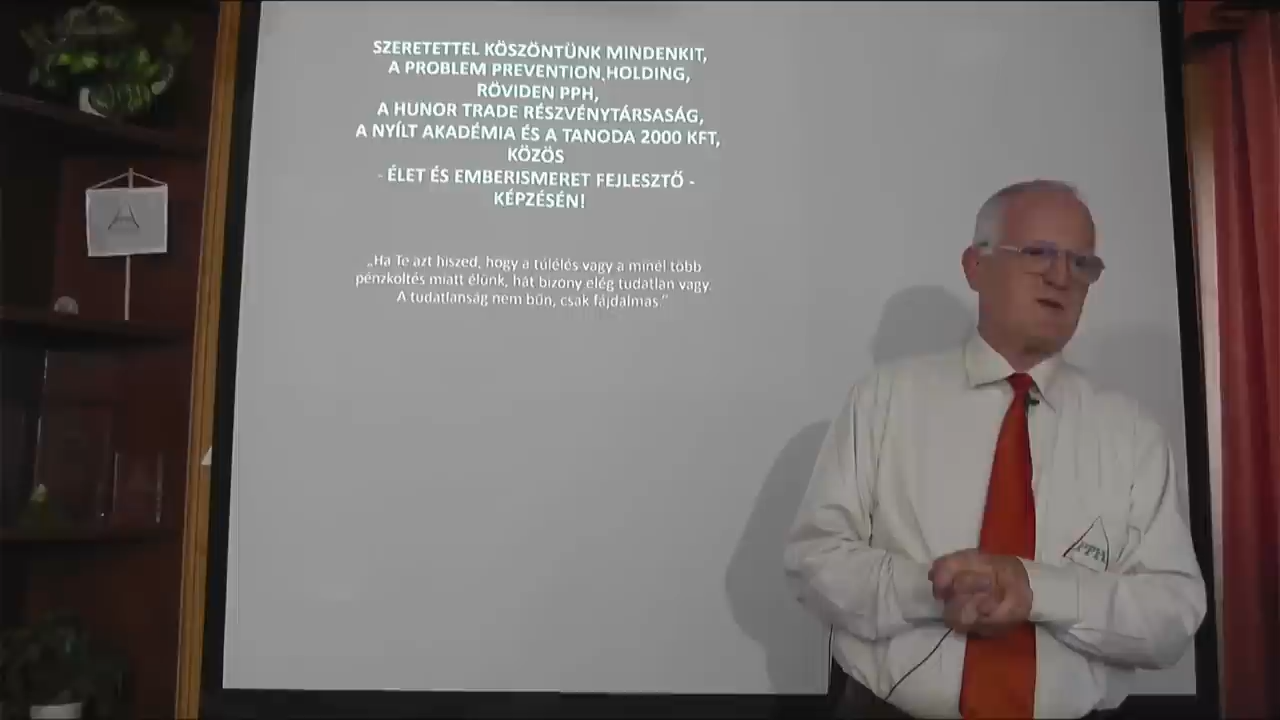 SZERETETTEL KÖSZÖNTÜNK MINDENKIT,
A PROBLEM PREVENTION HOLDING,
RÖVIDEN PPH,
A HUNOR TRADE RÉSZVÉNYTÁRSASÁG,
A NYÍLT AKADÉMIA ÉS A TANODA 2000 KFT,
KÖZÖS
- ÉLET ÉS EMBERISMERET FEJLESZTŐ -
KÉPZÉSÉN!
„Ha Te azt hiszed, hogy a túlélés vagy a minél több
pénzköltés miatt élünk, hát bizony elég tudatlan vagy.
A tudatlanság nem bűn, csak fájdalmas."
PPH